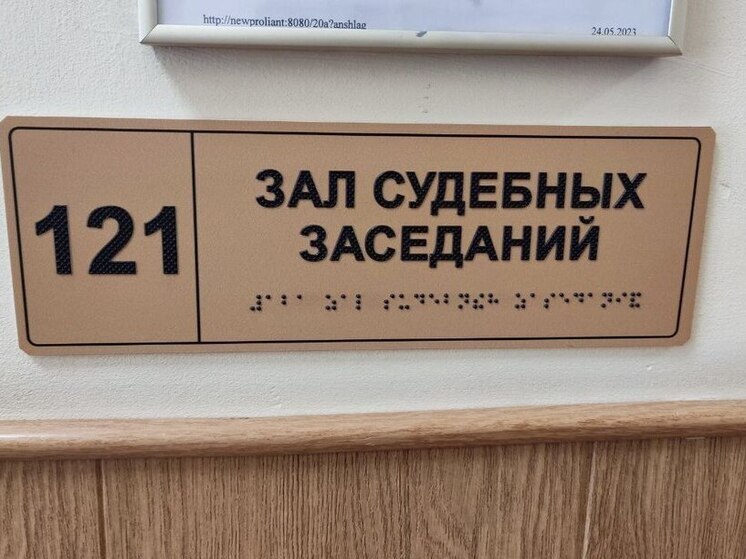 http://newproliant:8080/20a?anshlag
24.05.2023
121
ЗАЛ СУДЕБНЫХ
ЗАСЕДАНИЙ